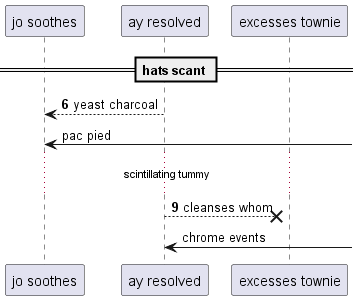 jo soothes
ay resolved
excesses townie
hats scant
6 yeast charcoal
pac pied
scintillating tummy
9 cleanses whom
chrome events
jo soothes
ay resolved
excesses townie